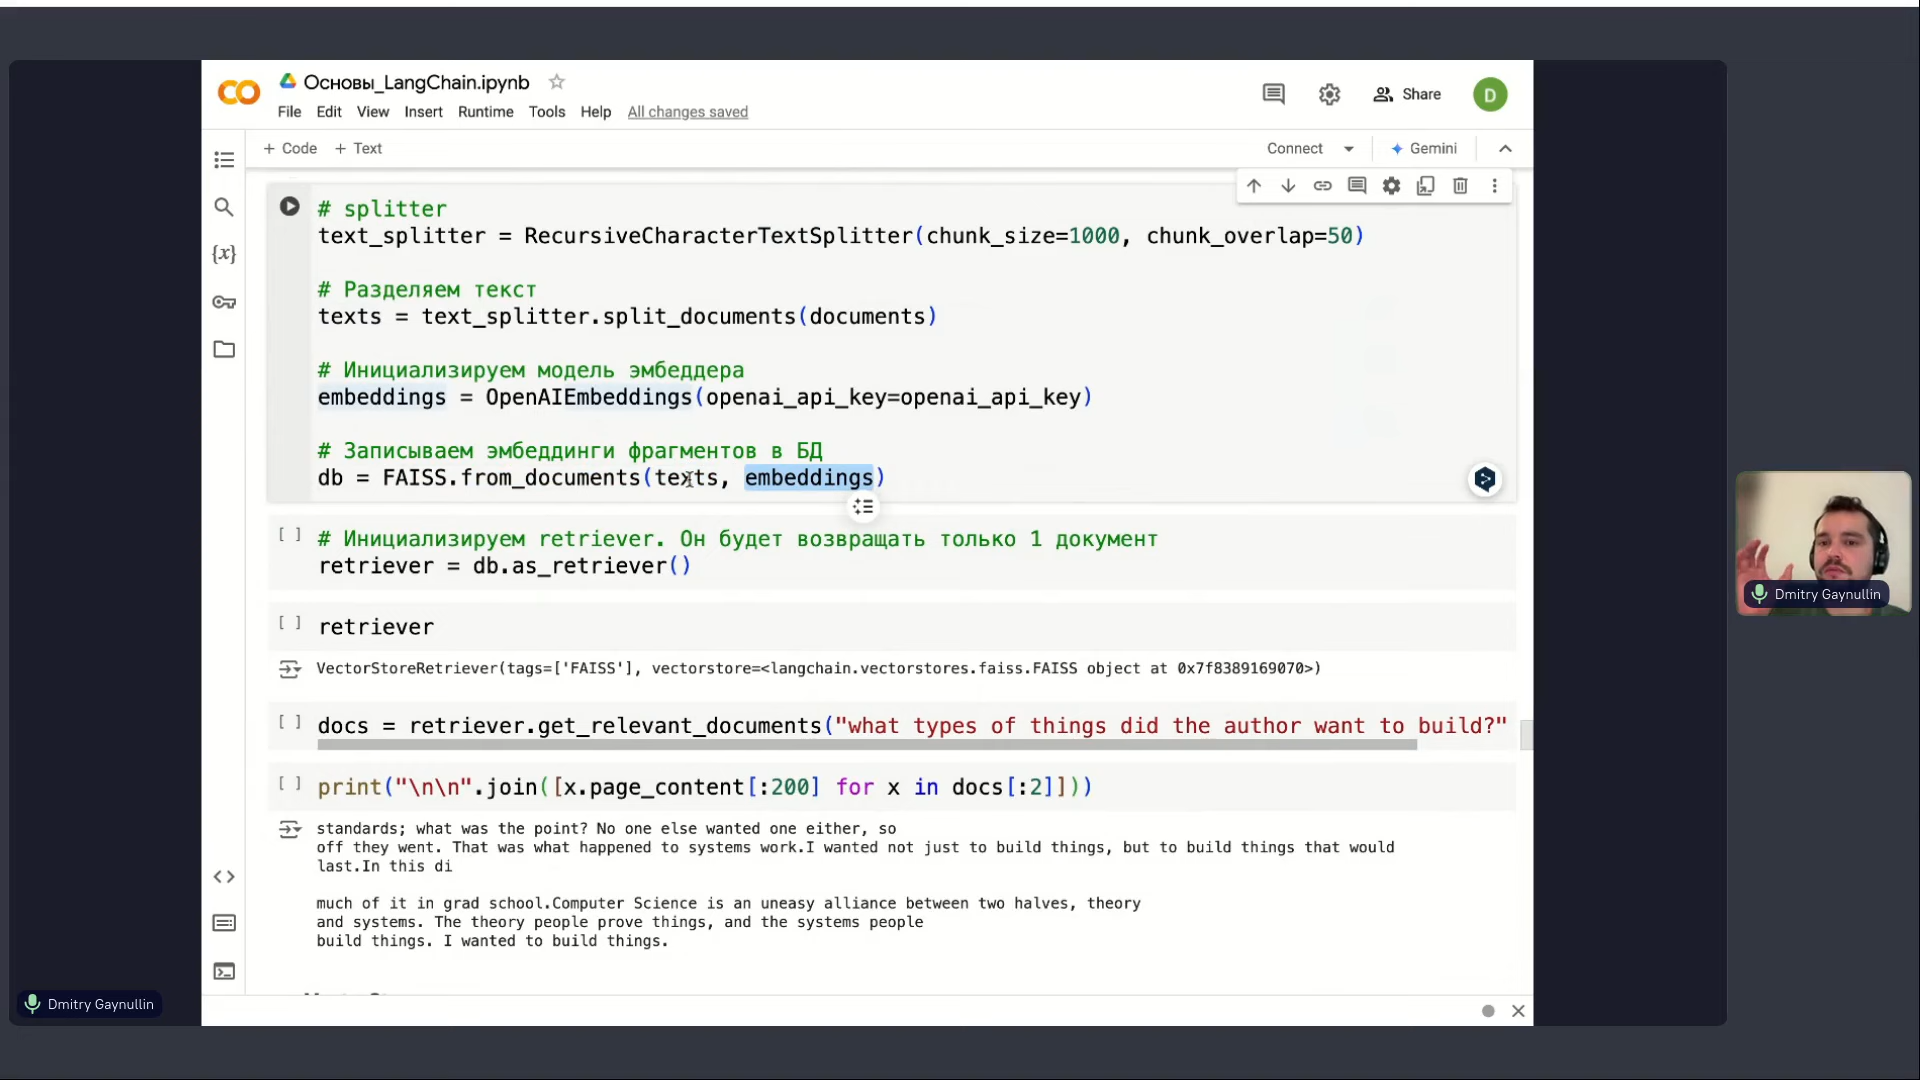 Основы_LangChain.ipynb
File Edit View Insert Runtime Tools Help All changes saved
Share
D
+ Code + Text
Connect
Gemini
{x}
# splitter
text_splitter = RecursiveCharacterTextSplitter(chunk_size=1000, chunk_overlap=50)
# Разделяем текст
texts = text_splitter.split_documents(documents)
# Инициализируем модель эмбеддера
embeddings = OpenAIEmbeddings(openai_api_key=openai_api_key)
# Записываем эмбеддинги фрагментов в БД
db = FAISS.from_documents(texts, embeddings)
[ ] # Инициализируем retriever. Он будет возвращать только 1 документ
retriever = db.as_retriever()
[ ] retriever
VectorStoreRetriever(tags=['FAISS'], vectorstore=<langchain.vectorstores.faiss.FAISS object at 0x7f8389169070>)
[ ] docs = retriever.get_relevant_documents("what types of things did the author want to build?"
[ ] print("\n\n".join([x.page_content[:200] for x in docs[:2]]))
standards; what was the point? No one else wanted one either, so
off they went. That was what happened to systems work.I wanted not just to build things, but to build things that would
last.In this di
much of it in grad school.Computer Science is an uneasy alliance between two halves, theory
and systems. The theory people prove things, and the systems people
build things. I wanted to build things.
Dmitry Gaynullin
Dmitry Gaynullin